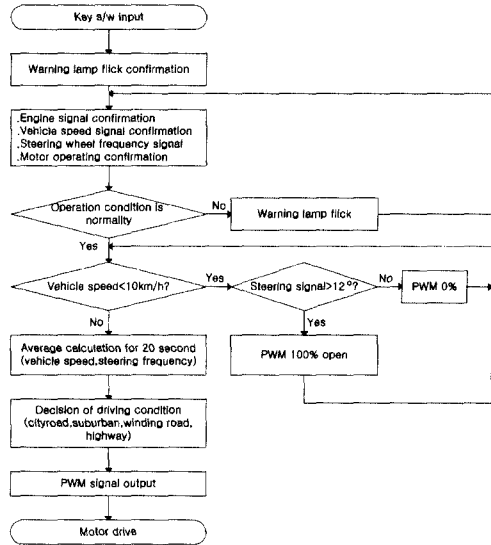 Key s/w input
Warning lamp flick confirmation
.Engine signal confirmation
.Vehicle speed signal confirmation
.Steering wheel frequency signal
.Motor operating confirmation
Operation condition is
normality
No
Warning lamp flick
Yes
Vehicle speed<10km/h?
Yes
Steering signal>12°?
No
PWM 0%
No
Yes
Average calculation for 20 second
(vehicle speed,steering frequency)
PWM 100% open
Decision of driving condition
(cityroad,suburban,winding road,
highway)
PWM signal output
Motor drive